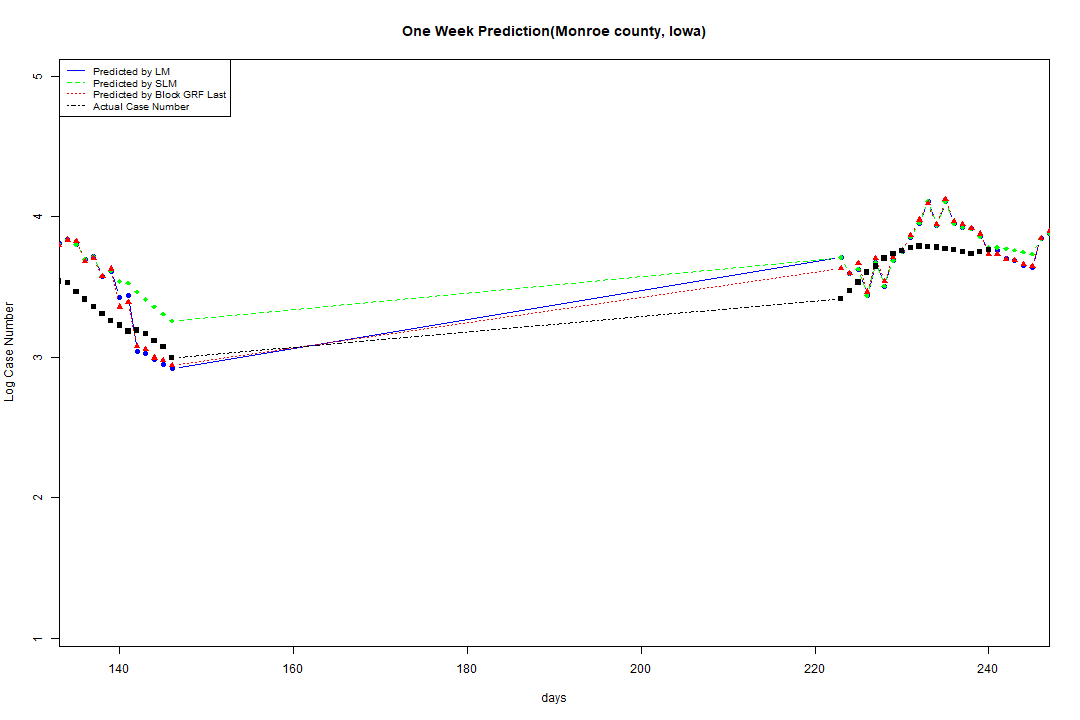 One Week Prediction(Monroe county, Iowa)
Predicted by LM
Predicted by SLM
Predicted by Block GRF Last
Actual Case Number
5
4
3
2
1
Log Case Number
140 160 180 200 220 240
days